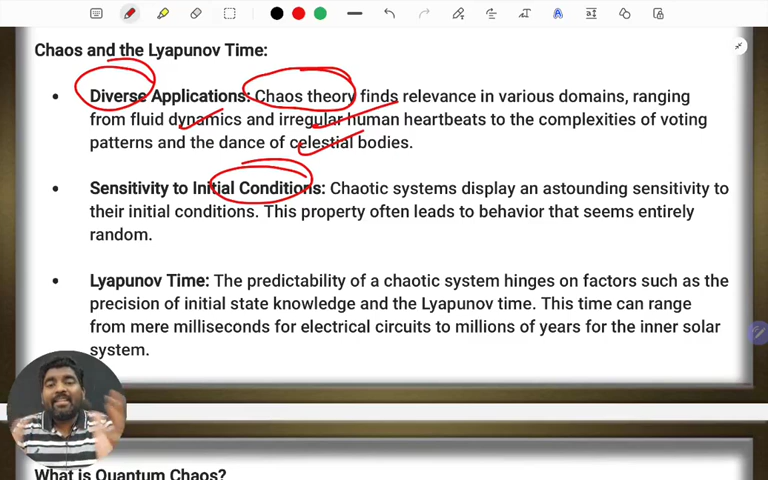 Chaos and the Lyapunov Time:
Diverse Applications: Chaos theory finds relevance in various domains, ranging
from fluid dynamics and irregular human heartbeats to the complexities of voting
patterns and the dance of celestial bodies.
Sensitivity to Initial Conditions: Chaotic systems display an astounding sensitivity to
their initial conditions. This property often leads to behavior that seems entirely
random.
Lyapunov Time: The predictability of a chaotic system hinges on factors such as the
precision of initial state knowledge and the Lyapunov time. This time can range
from mere milliseconds for electrical circuits to millions of years for the inner solar
system.
What is Quantum Chaos?